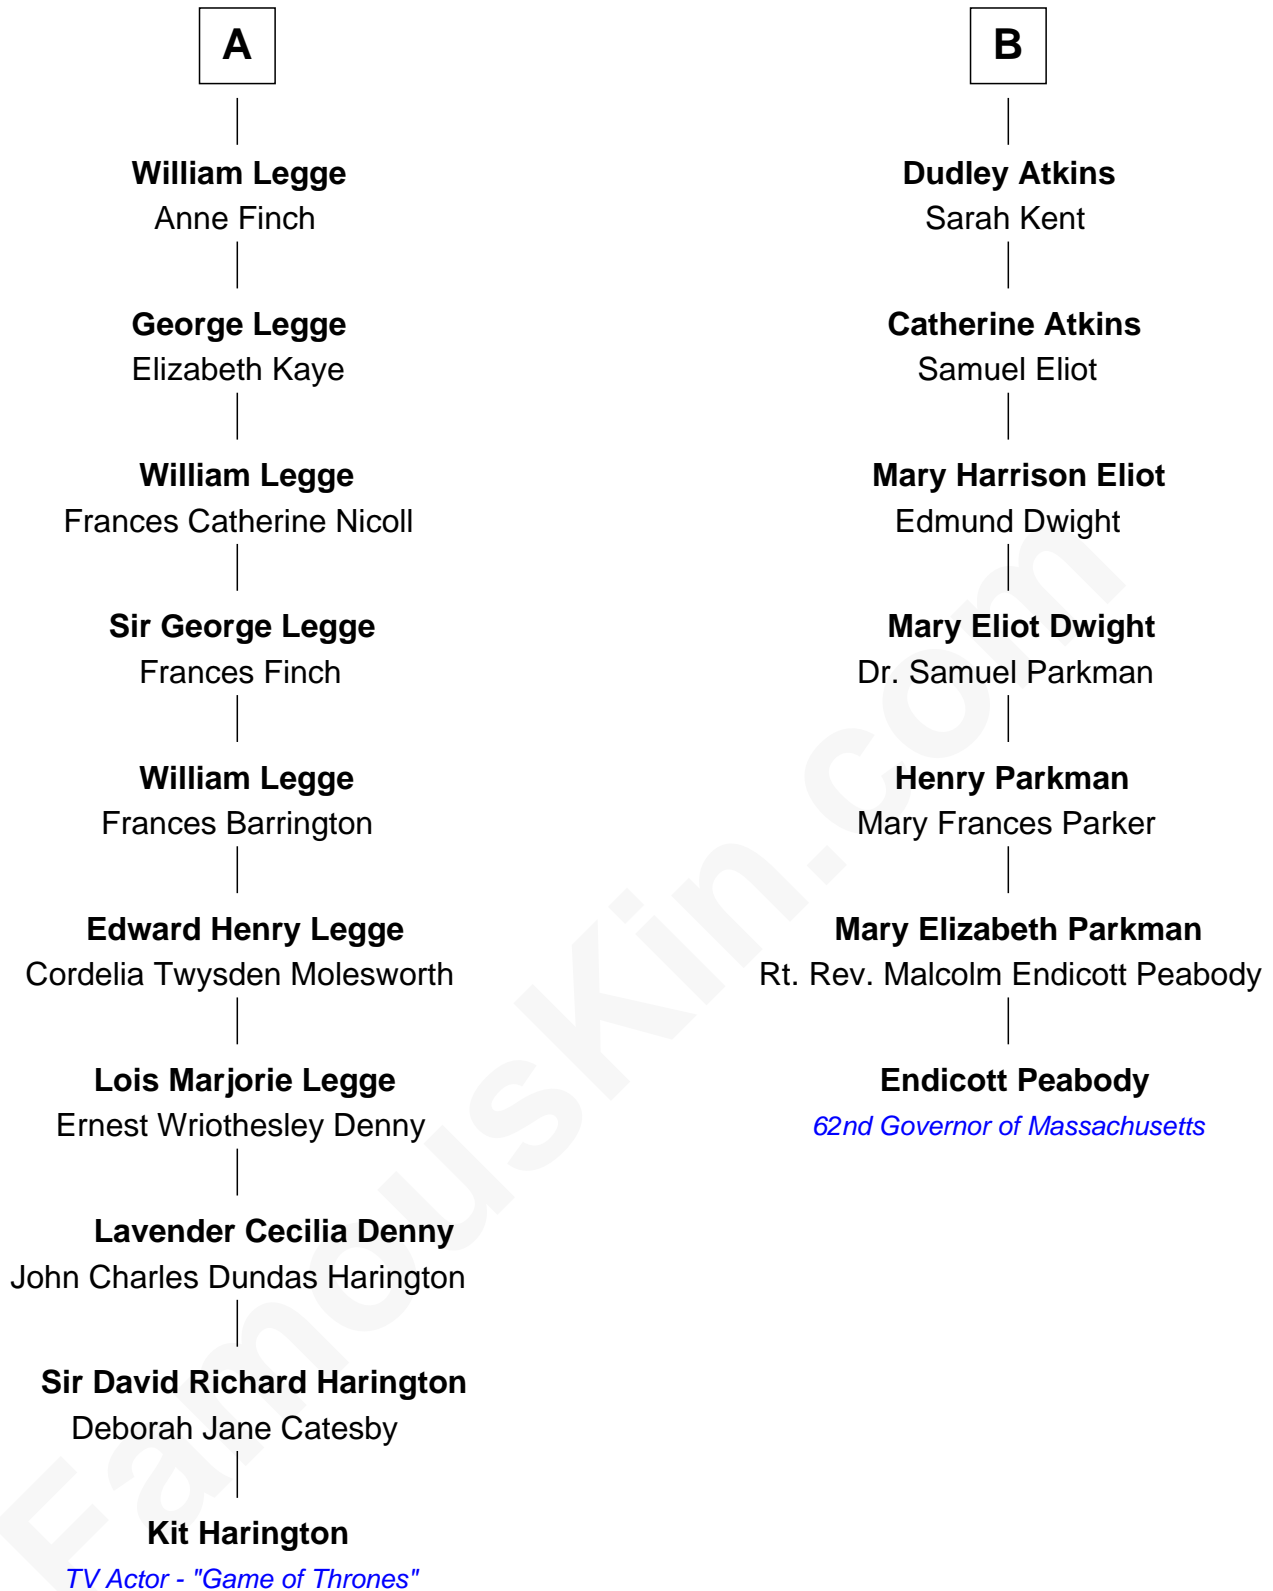 A
William Legge
Anne Finch
George Legge
Elizabeth Kaye
William Legge
Frances Catherine Nicoll
Sir George Legge
Frances Finch
William Legge
Frances Barrington
Edward Henry Legge
Cordelia Twysden Molesworth
Lois Marjorie Legge
Ernest Wriothesley Denny
Lavender Cecilia Denny
John Charles Dundas Harington
Sir David Richard Harington
Deborah Jane Catesby
Kit Harington
TV Actor - "Game of Thrones"
B
Dudley Atkins
Sarah Kent
Catherine Atkins
Samuel Eliot
Mary Harrison Eliot
Edmund Dwight
Mary Eliot Dwight
Dr. Samuel Parkman
Henry Parkman
Mary Frances Parker
Mary Elizabeth Parkman
Rt. Rev. Malcolm Endicott Peabody
Endicott Peabody
62nd Governor of Massachusetts
FamousKin.com